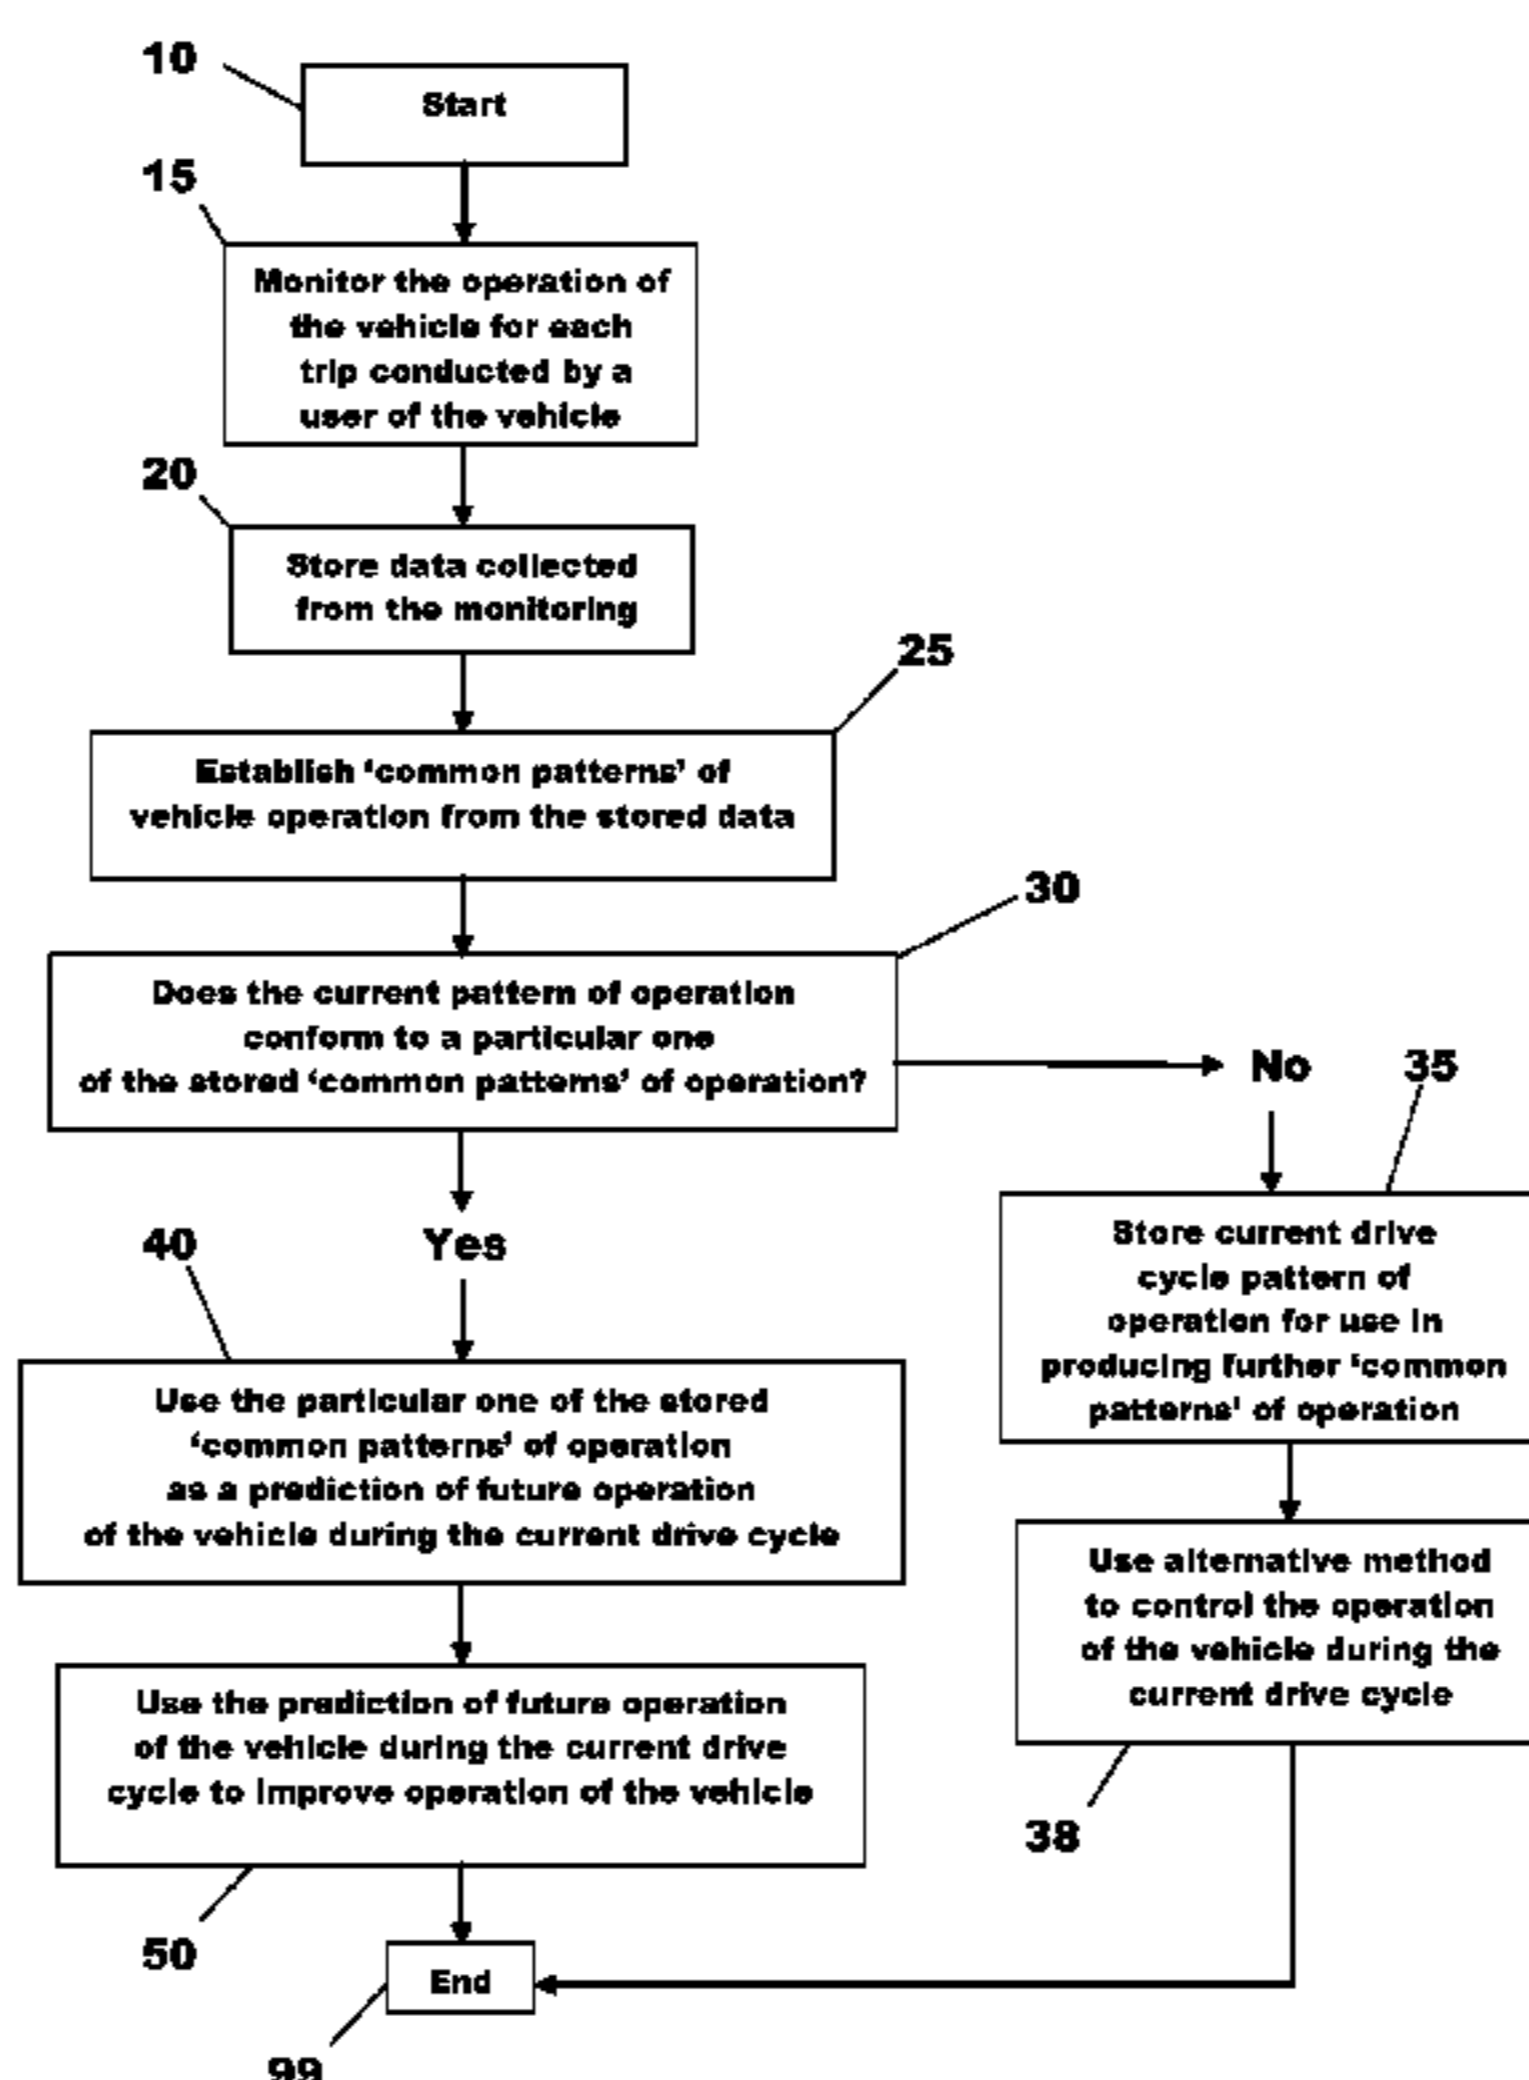 10
Start
15
Monitor the operation of
the vehicle for each
trip conducted by a
user of the vehicle
20
Store data collected
from the monitoring
25
Establish ‘common patterns’ of
vehicle operation from the stored data
30
Does the current pattern of operation
conform to a particular one
of the stored ‘common patterns’ of operation?
No
35
Store current drive
cycle pattern of
operation for use in
producing further ‘common
patterns’ of operation
Yes
40
Use the particular one of the stored
‘common patterns’ of operation
as a prediction of future operation
of the vehicle during the current drive cycle
Use alternative method
to control the operation
of the vehicle during the
current drive cycle
38
Use the prediction of future operation
of the vehicle during the current drive
cycle to improve operation of the vehicle
50
End
99